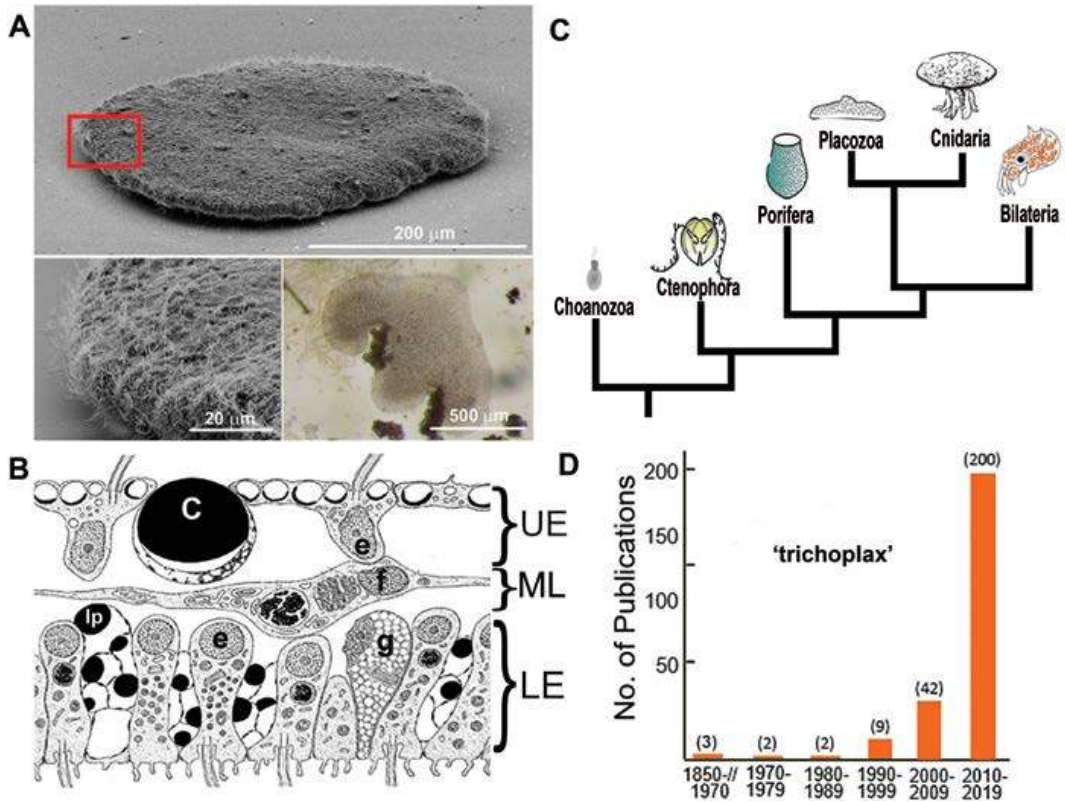 A
200 μm
20 μm
500 μm
B
C
e
f
lp
e
g
UE
ML
LE
C
Choanozoa
Ctenophora
Porifera
Placozoa
Cnidaria
Bilateria
D
No. of Publications
200
150
100
50
'trichoplax'
(3)
(2)
(2)
(9)
(42)
(200)
1850-//
1970
1970-
1979
1980-
1989
1990-
1999
2000-
2009
2010-
2019